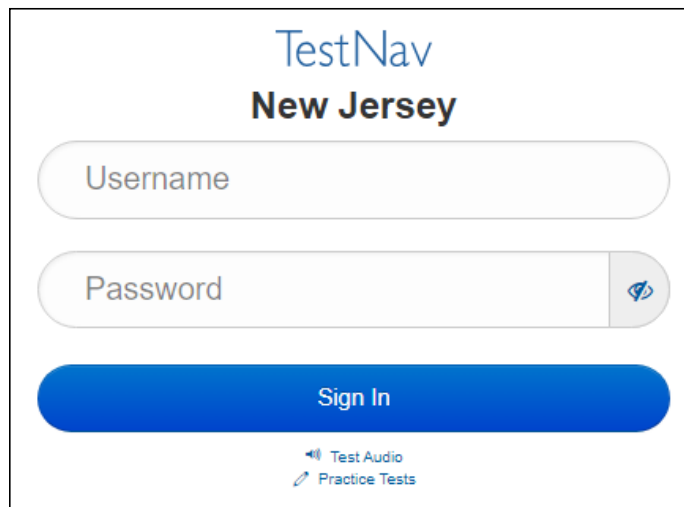 TestNav
New Jersey
Username
Password
Sign In
Test Audio
Practice Tests